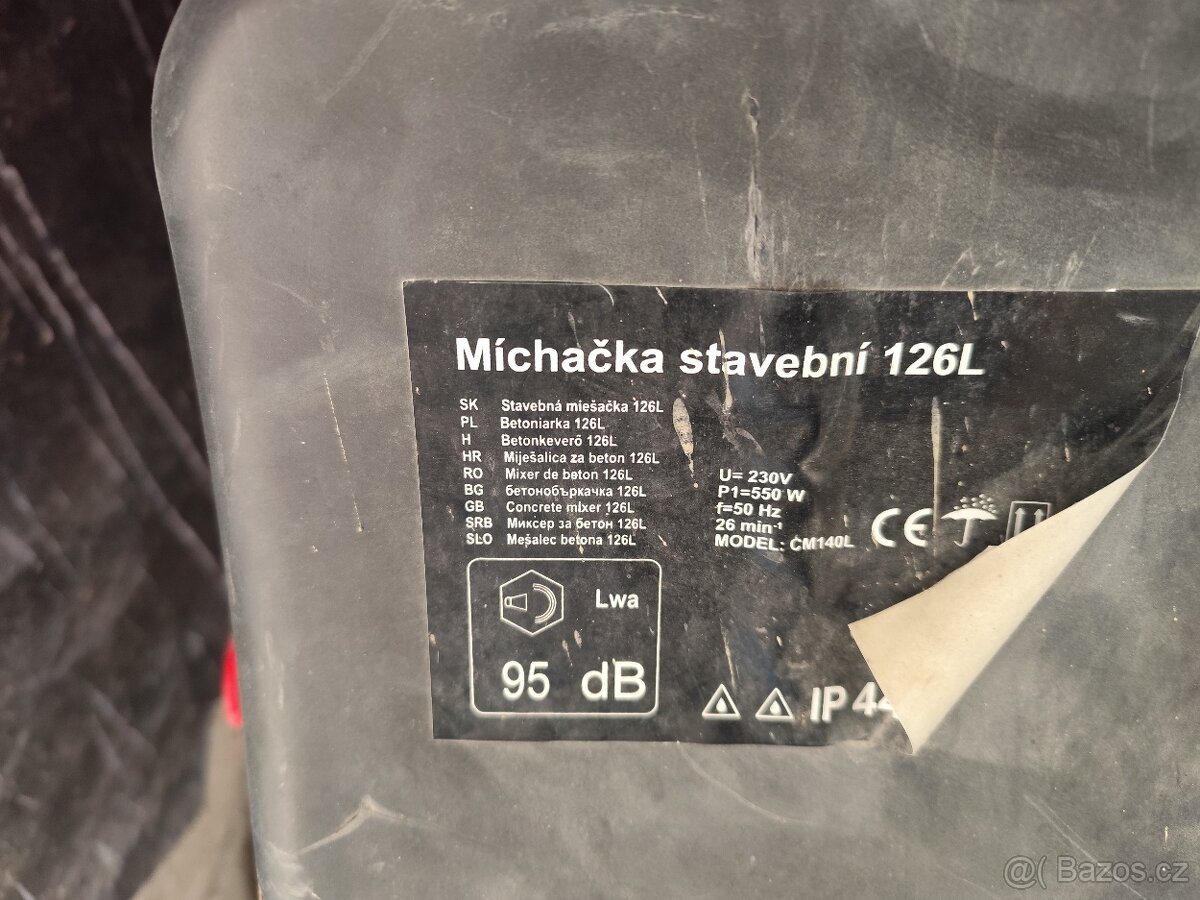 Míchačka stavební 126L
SK Stavebná miešačka 126L
PL Betoniarka 126L
H Betonkeverő 126L
HR Miješalica za beton 126L
RO Mixer de beton 126L
BG бетонобъркачка 126L
GB Concrete mixer 126L
SRB Миксер за бетон 126L
SLO Mešalec betona 126L
U= 230V
P1=550 W
f=50 Hz
26 min-¹
MODEL: CM140L
CE
Lwa
95 dB
IP 44
@( Bazos.cz